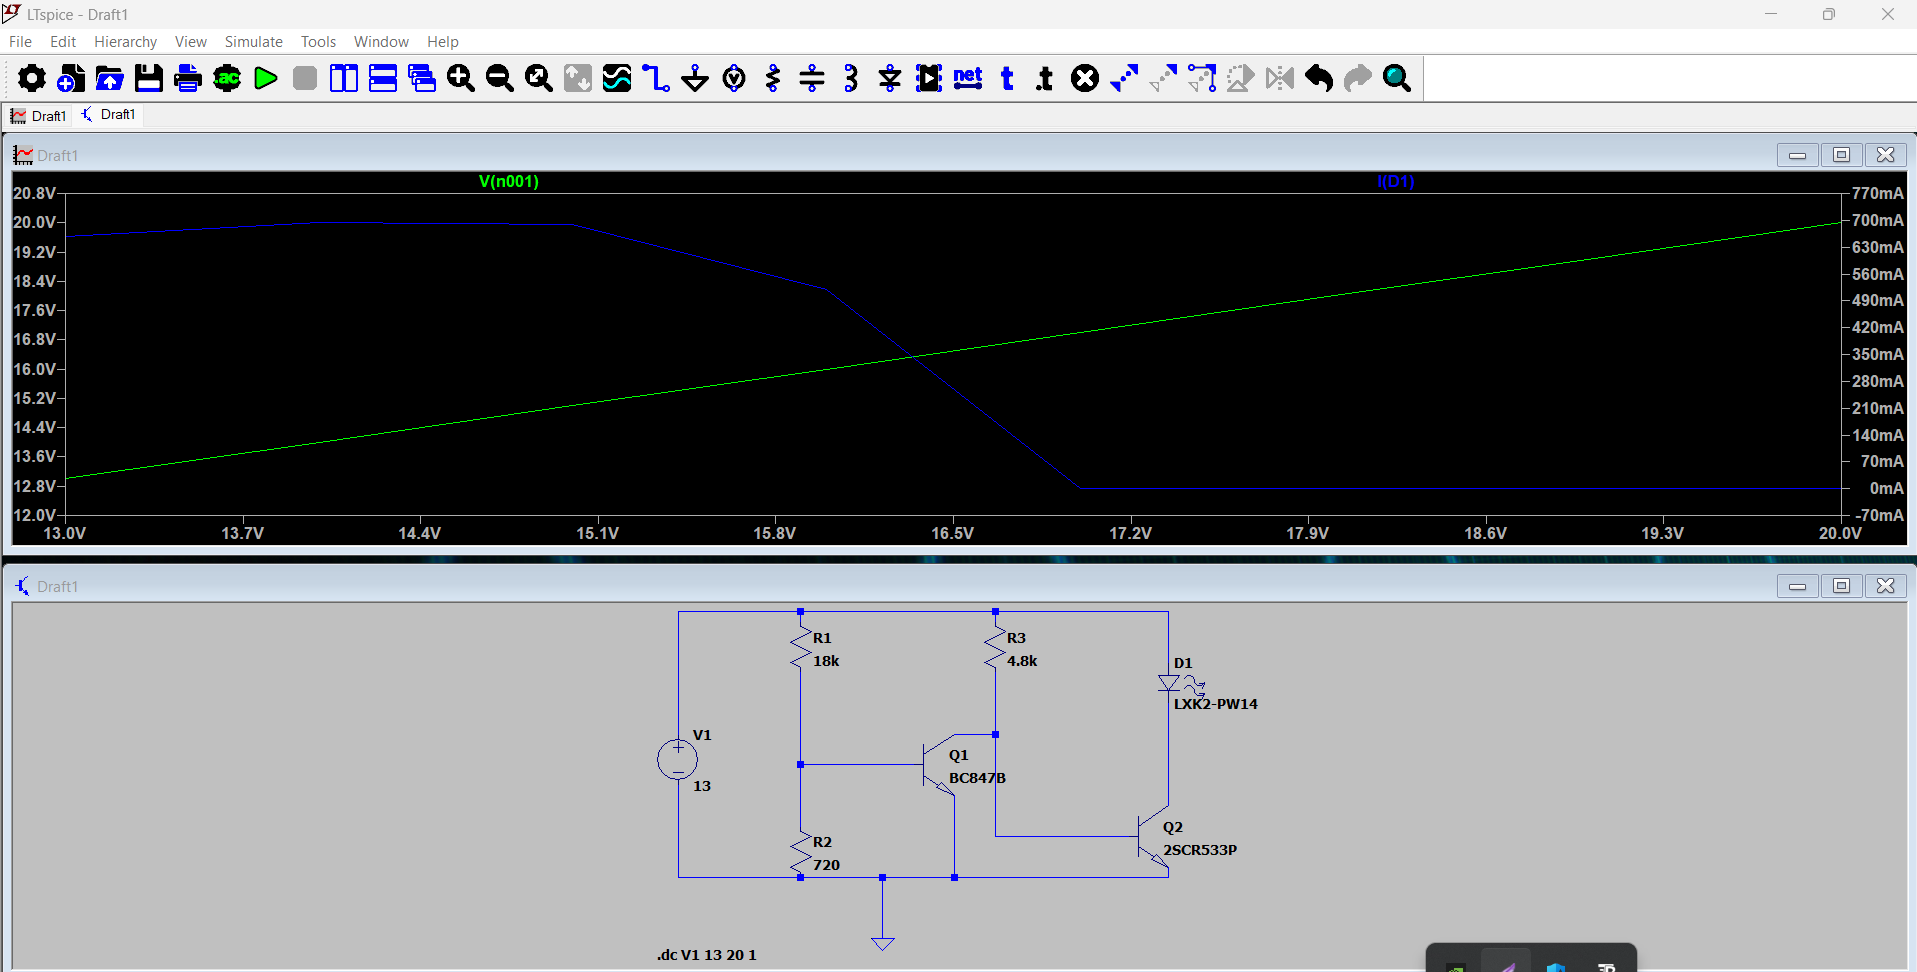 LTspice - Draft1
File Edit Hierarchy View Simulate Tools Window Help
.ac net t .t
Draft1 Draft1
Draft1
V(n001) I(D1)
20.8V 770mA
20.0V 700mA
19.2V 630mA
18.4V 560mA
17.6V 490mA
16.8V 420mA
16.0V 350mA
15.2V 280mA
14.4V 210mA
13.6V 140mA
12.8V 70mA
12.0V 0mA
-70mA
13.0V 13.7V 14.4V 15.1V 15.8V 16.5V 17.2V 17.9V 18.6V 19.3V 20.0V
Draft1
R1
18k
R3
4.8k
D1
LXK2-PW14
V1
13
Q1
BC847B
Q2
2SCR533P
R2
720
.dc V1 13 20 1